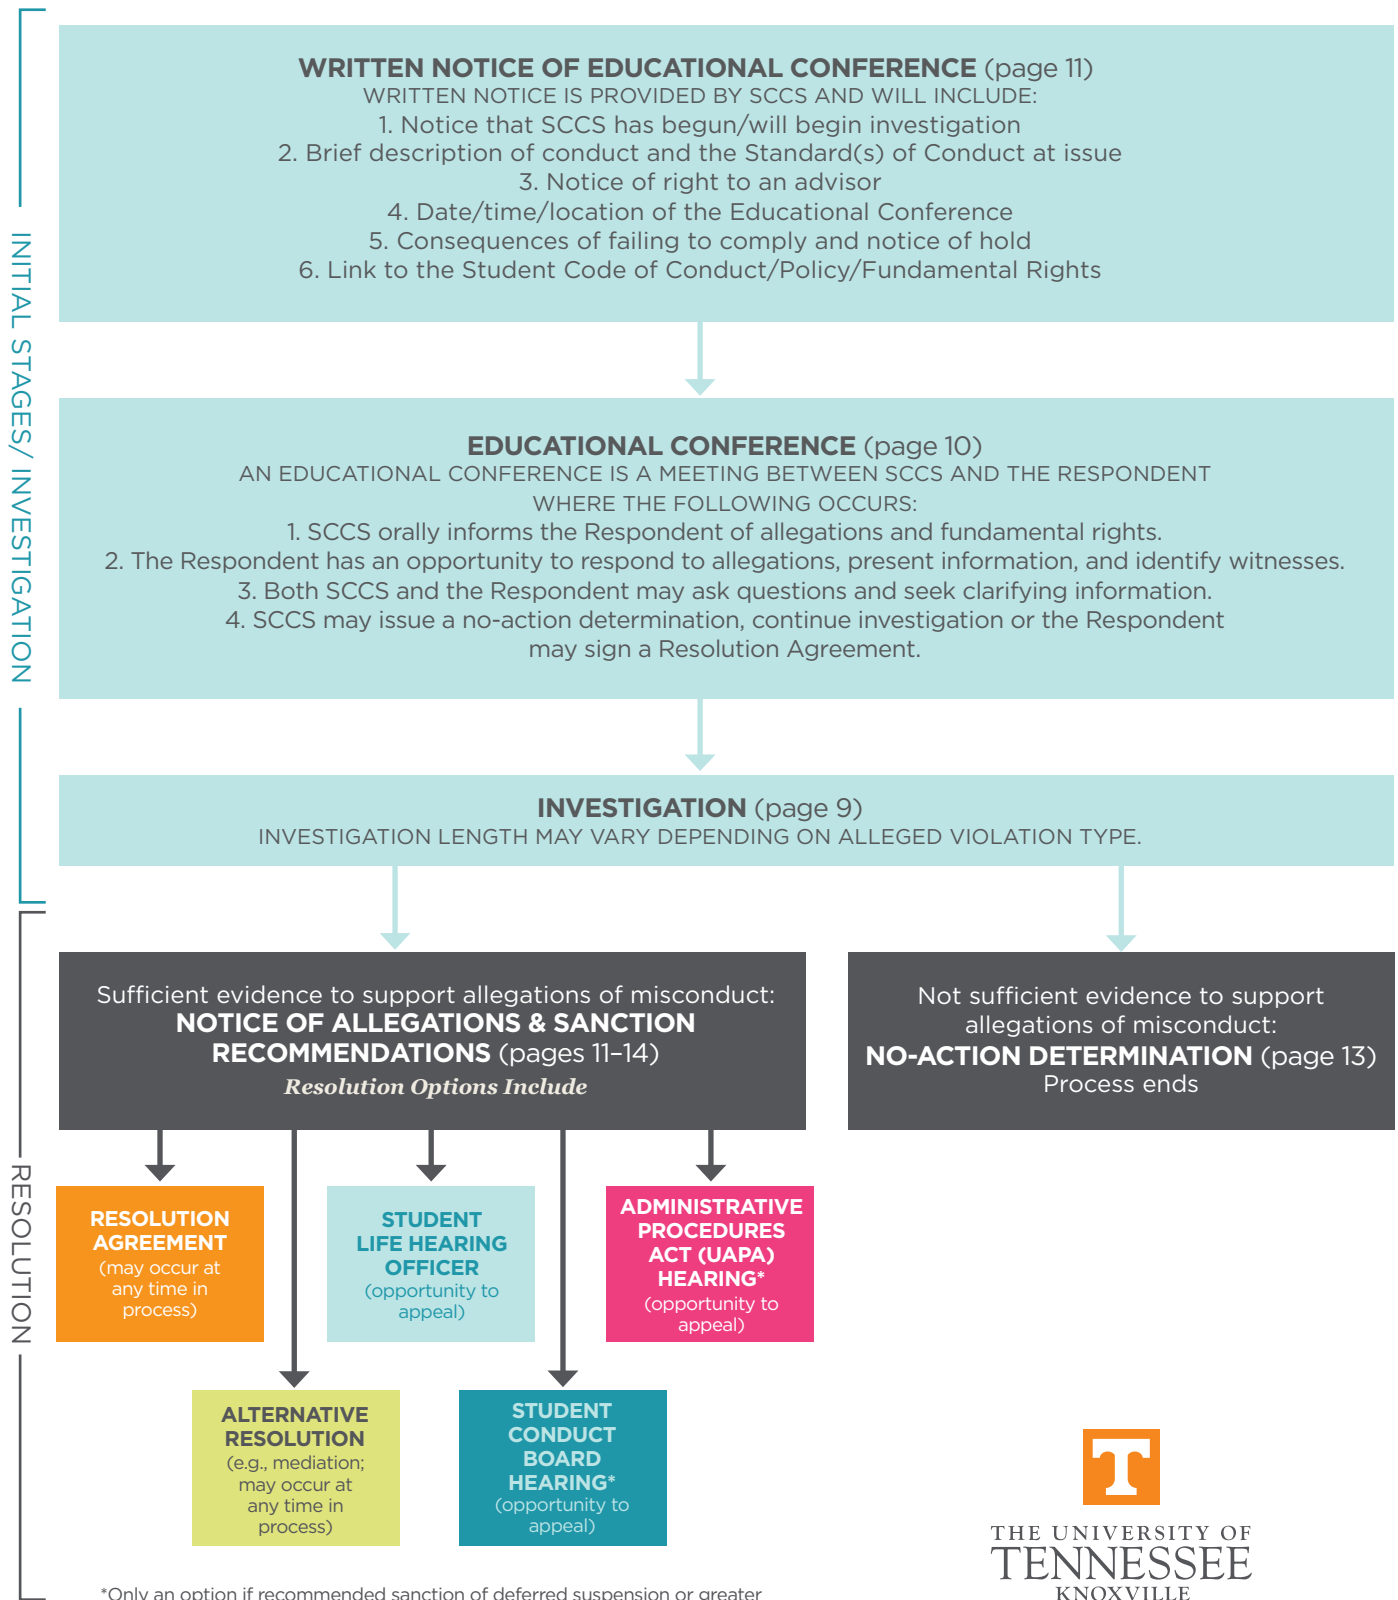 WRITTEN NOTICE OF EDUCATIONAL CONFERENCE (page 11)
WRITTEN NOTICE IS PROVIDED BY SCCS AND WILL INCLUDE:
1. Notice that SCCS has begun/will begin investigation
2. Brief description of conduct and the Standard(s) of Conduct at issue
3. Notice of right to an advisor
4. Date/time/location of the Educational Conference
5. Consequences of failing to comply and notice of hold
6. Link to the Student Code of Conduct/Policy/Fundamental Rights
INITIAL STAGES/ INVESTIGATION
EDUCATIONAL CONFERENCE (page 10)
AN EDUCATIONAL CONFERENCE IS A MEETING BETWEEN SCCS AND THE RESPONDENT
WHERE THE FOLLOWING OCCURS:
1. SCCS orally informs the Respondent of allegations and fundamental rights.
2. The Respondent has an opportunity to respond to allegations, present information, and identify witnesses.
3. Both SCCS and the Respondent may ask questions and seek clarifying information.
4. SCCS may issue a no-action determination, continue investigation or the Respondent
may sign a Resolution Agreement.
INVESTIGATION (page 9)
INVESTIGATION LENGTH MAY VARY DEPENDING ON ALLEGED VIOLATION TYPE.
RESOLUTION
Sufficient evidence to support allegations of misconduct:
NOTICE OF ALLEGATIONS & SANCTION
RECOMMENDATIONS (pages 11–14)
Resolution Options Include
Not sufficient evidence to support
allegations of misconduct:
NO-ACTION DETERMINATION (page 13)
Process ends
RESOLUTION
AGREEMENT
(may occur at
any time in
process)
STUDENT
LIFE HEARING
OFFICER
(opportunity to
appeal)
ADMINISTRATIVE
PROCEDURES
ACT (UAPA)
HEARING*
(opportunity to
appeal)
ALTERNATIVE
RESOLUTION
(e.g., mediation;
may occur at
any time in
process)
STUDENT
CONDUCT
BOARD
HEARING*
(opportunity to
appeal)
T
THE UNIVERSITY OF
TENNESSEE
KNOXVILLE
*Only an option if recommended sanction of deferred suspension or greater